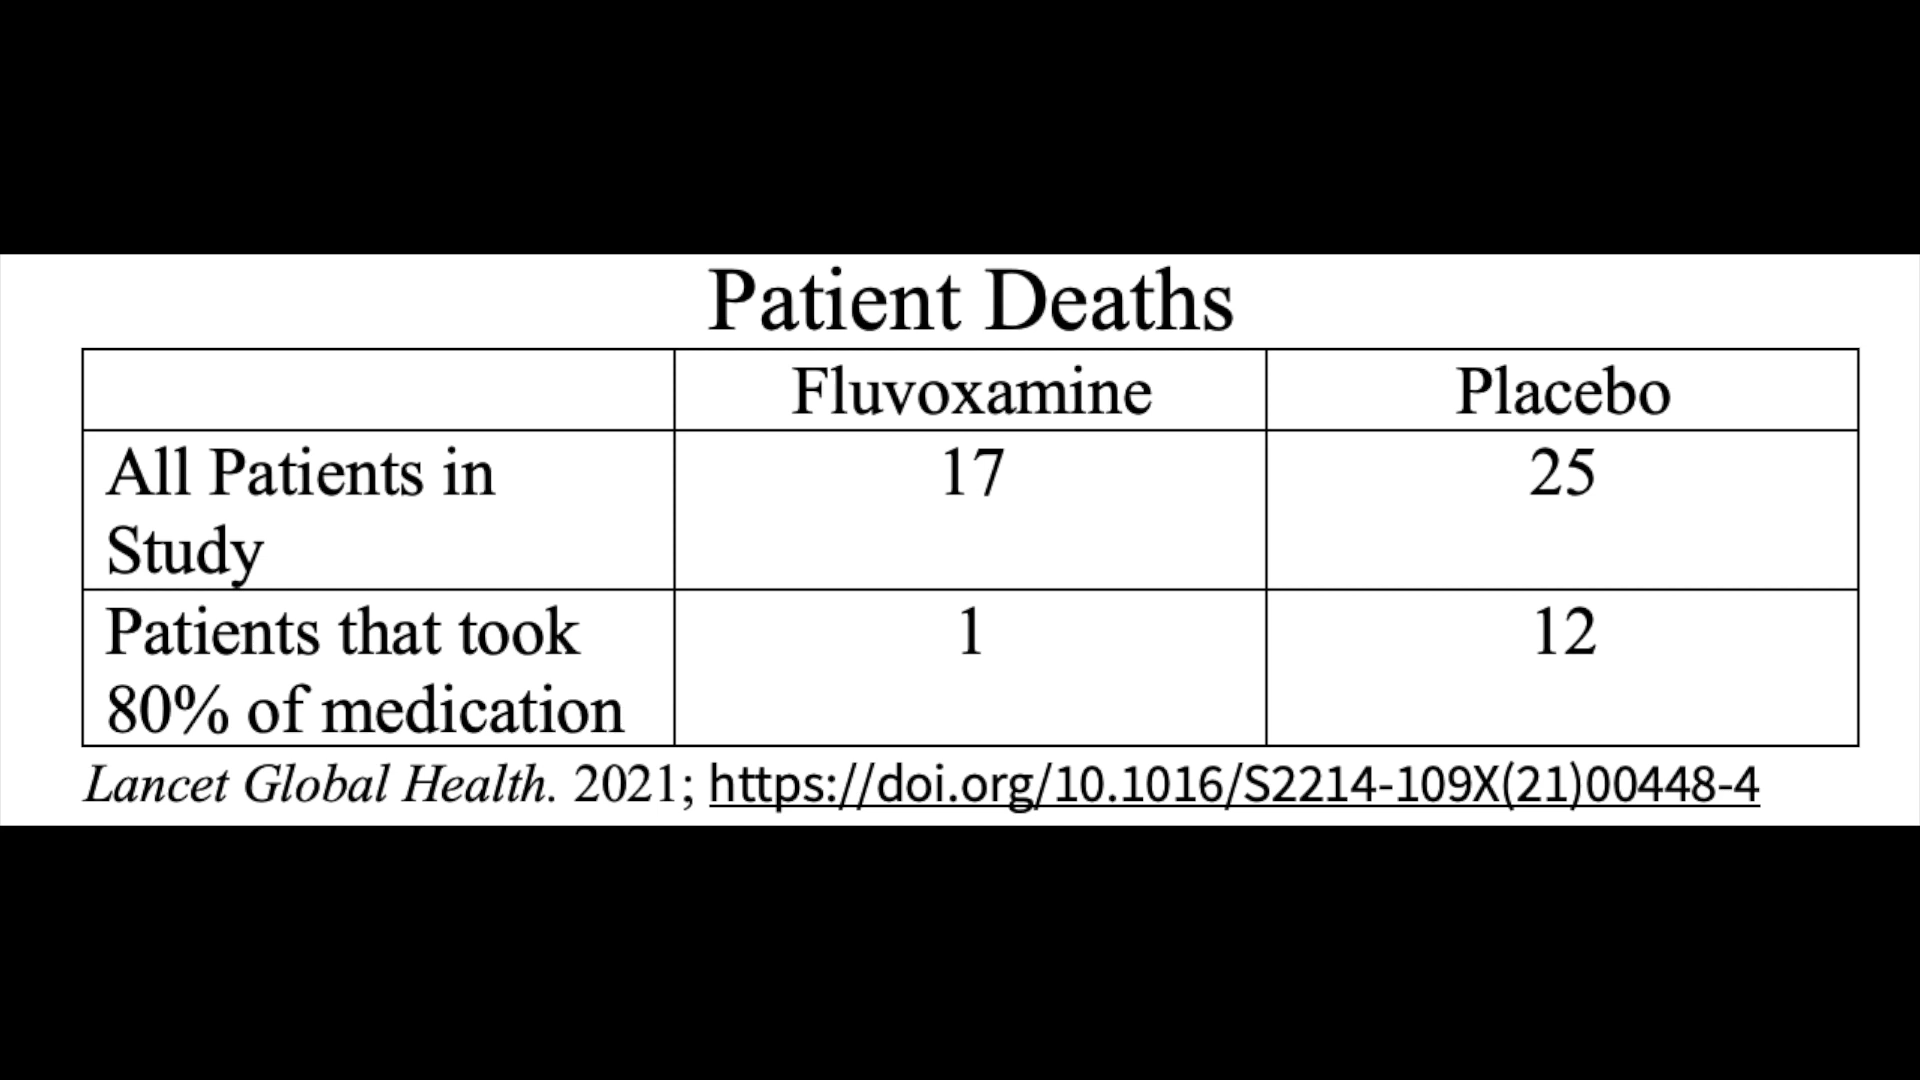 Patient Deaths
Fluvoxamine Placebo
All Patients in 17 25
Study
Patients that took 1 12
80% of medication
Lancet Global Health. 2021; https://doi.org/10.1016/S2214-109X(21)00448-4